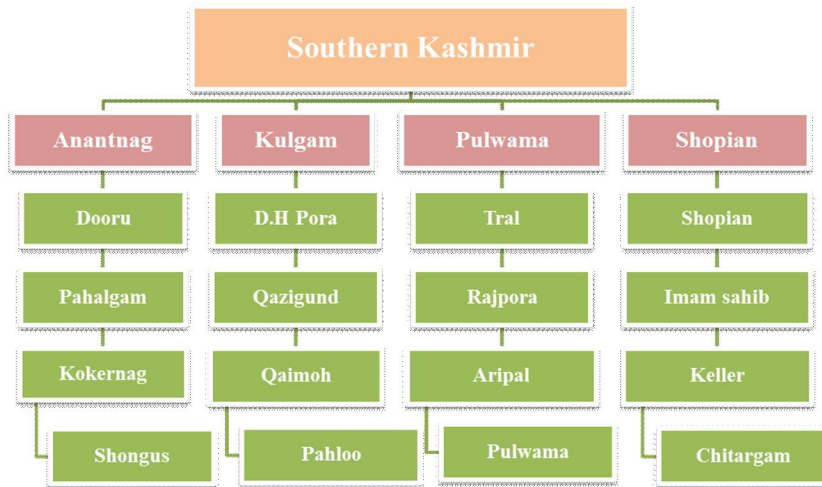 Southern Kashmir
Anantnag
Kulgam
Pulwama
Shopian
Dooru
D.H Pora
Tral
Shopian
Pahalgam
Qazigund
Rajpora
Imam sahib
Kokernag
Qaimoh
Aripal
Keller
Shongus
Pahloo
Pulwama
Chitargam